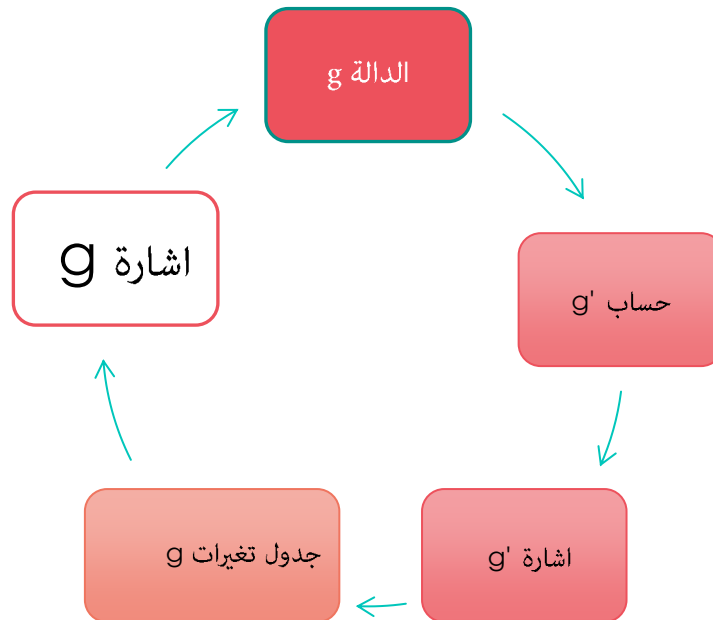 الدالة g
حساب g'
اشارة g'
جدول تغيرات g
اشارة g